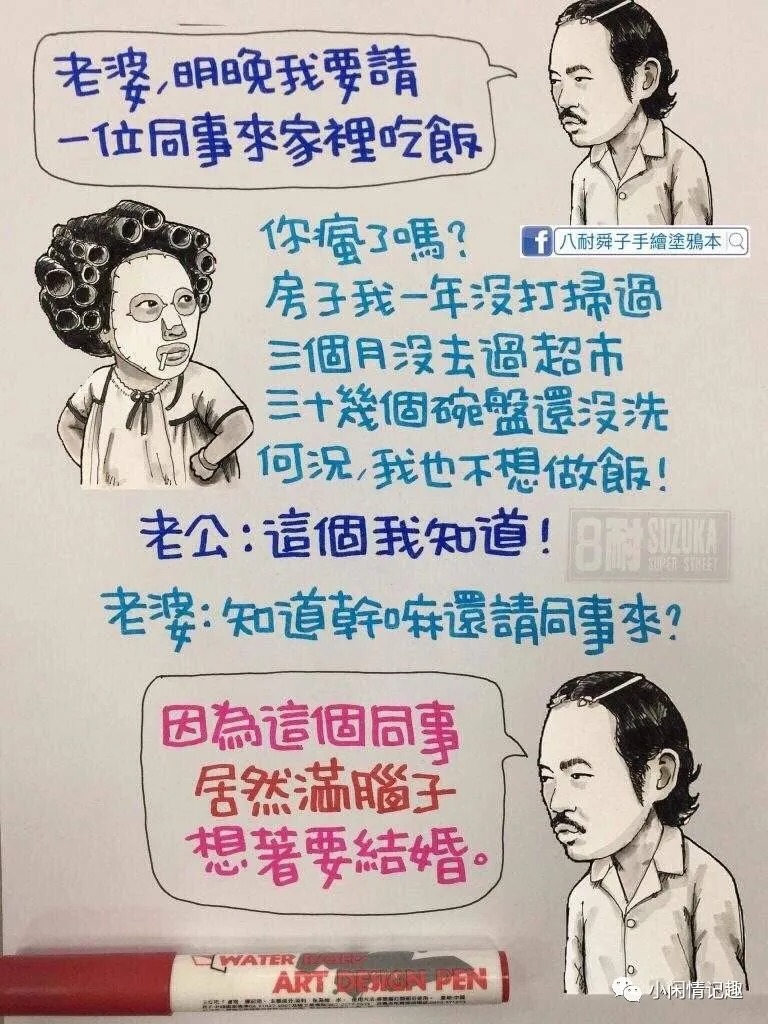 老婆,明晚我要請
一位同事來家裡吃飯
f 八耐舜子手繪塗鴉本
你瘋了嗎?
房子我一年沒打掃過
三個月沒去過超市
三十幾個碗盤還沒洗
何況,我也不想做飯!
8耐 SUZUKA
SUPER STREET
老公:這個我知道!
老婆:知道幹嘛還請同事來?
因為這個同事
居然滿腦子
想著要結婚。
WATER
ART DESIGN PEN
小闲情记趣